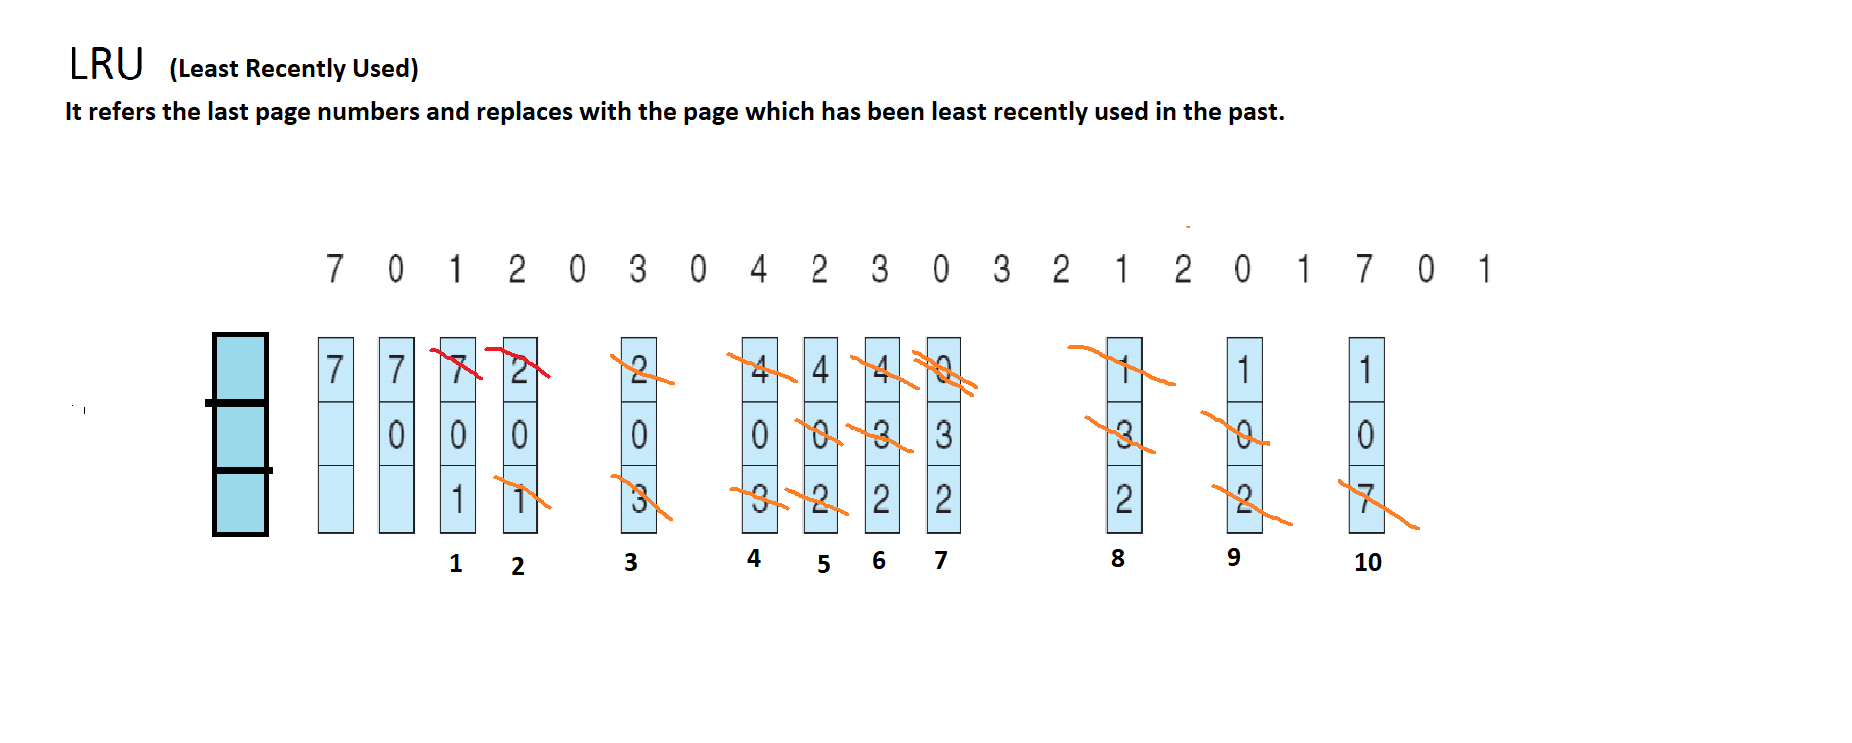 LRU (Least Recently Used)
It refers the last page numbers and replaces with the page which has been least recently used in the past.
7 0 1 2 0 3 0 4 2 3 0 3 2 1 2 0 1 7 0 1
7 7 7 2 2 4 4 4 0 1 1 1
0 0 0 0 0 0 3 3 3 0 0
1 1 3 3 2 2 2 2 2 7
1 2 3 4 5 6 7 8 9 10